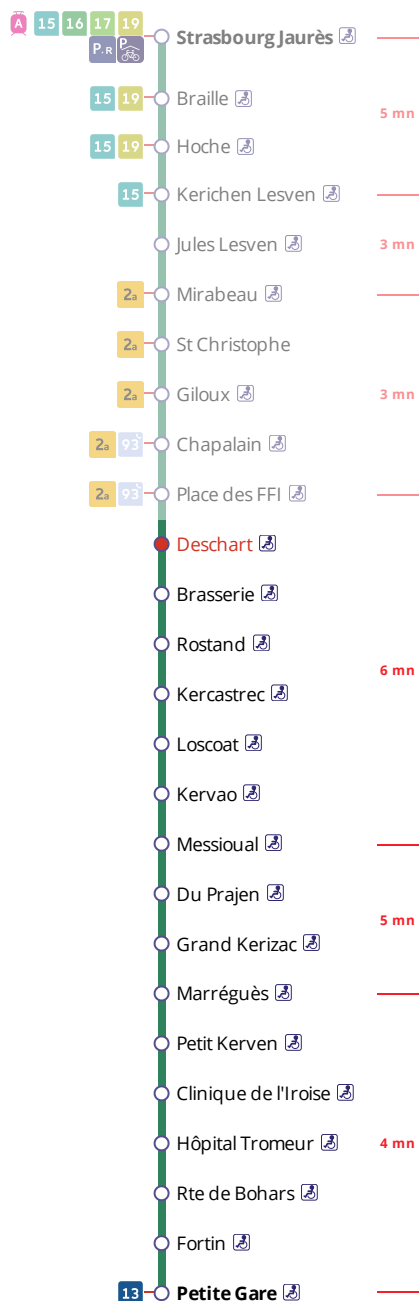 A 15 16 17 19 Strasbourg Jaurès
P+R P
15 19 Braille
5 mn
15 19 Hoche
15 Kerichen Lesven
Jules Lesven 3 mn
2a Mirabeau
2a St Christophe
2a Giloux 3 mn
2a 93 Chapalain
2a 93 Place des FFI
Deschart
Brasserie
Rostand
6 mn
Kercastrec
Loscoat
Kervao
Messioual
Du Prajen
5 mn
Grand Kerizac
Marréguès
Petit Kerven
Clinique de l'Iroise
Hôpital Tromeur 4 mn
Rte de Bohars
Fortin
13 Petite Gare